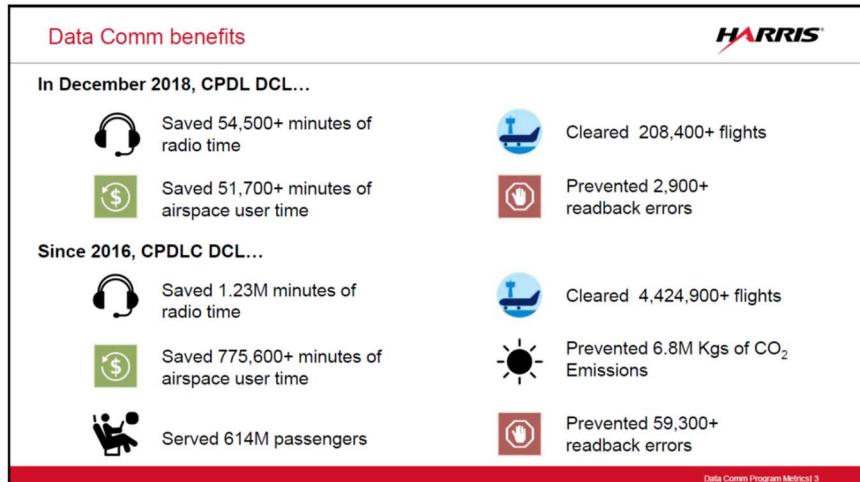 Data Comm benefits
HARRIS
In December 2018, CPDL DCL…
Saved 54,500+ minutes of
radio time
Cleared 208,400+ flights
Saved 51,700+ minutes of
airspace user time
Prevented 2,900+
readback errors
Since 2016, CPDLC DCL…
Saved 1.23M minutes of
radio time
Cleared 4,424,900+ flights
Saved 775,600+ minutes of
airspace user time
Prevented 6.8M Kgs of CO₂
Emissions
Served 614M passengers
Prevented 59,300+
readback errors
Data Comm Program Metrics| 3